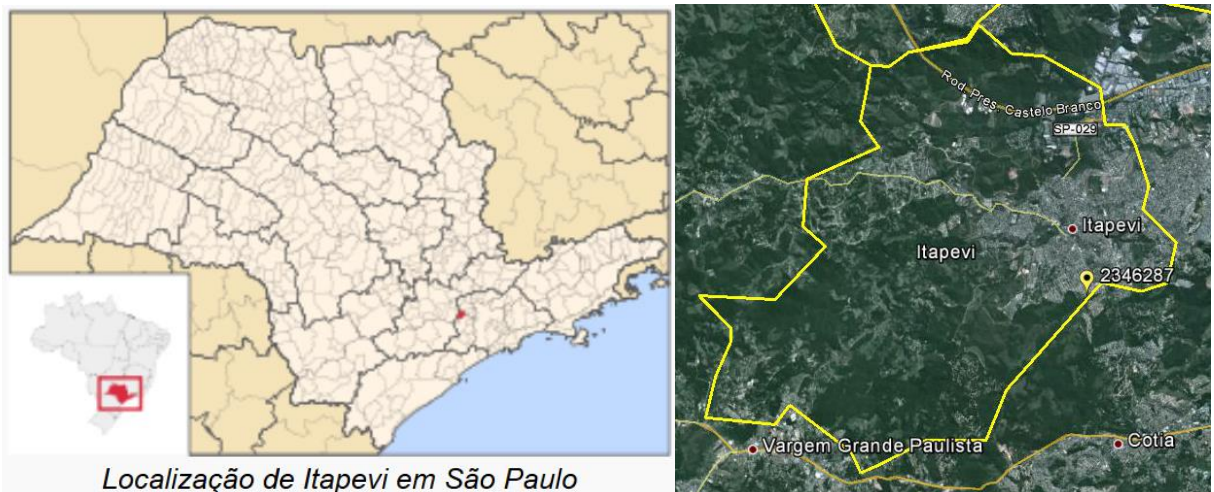 Localização de Itapevi em São Paulo
Rod. Pres. Castelo Branco
SP-029
Itapevi
Itapevi
2346287
Vargem Grande Paulista
Cotia